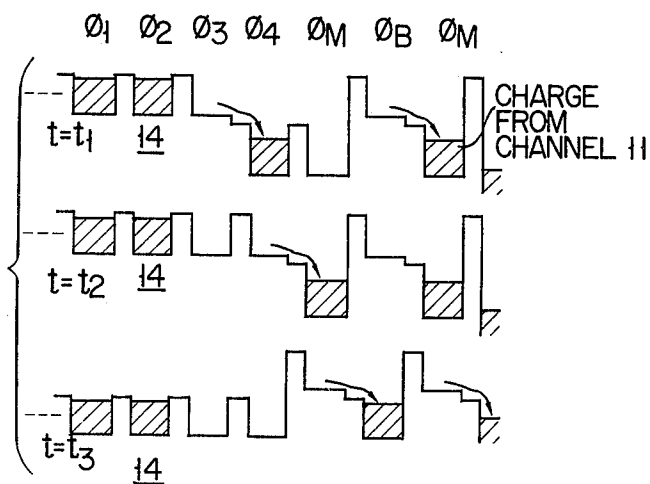 Ø1 Ø2 Ø3 Ø4 ØM ØB ØM
CHARGE
FROM
CHANNEL 11
t=t1 14
t=t2 14
t=t3 14